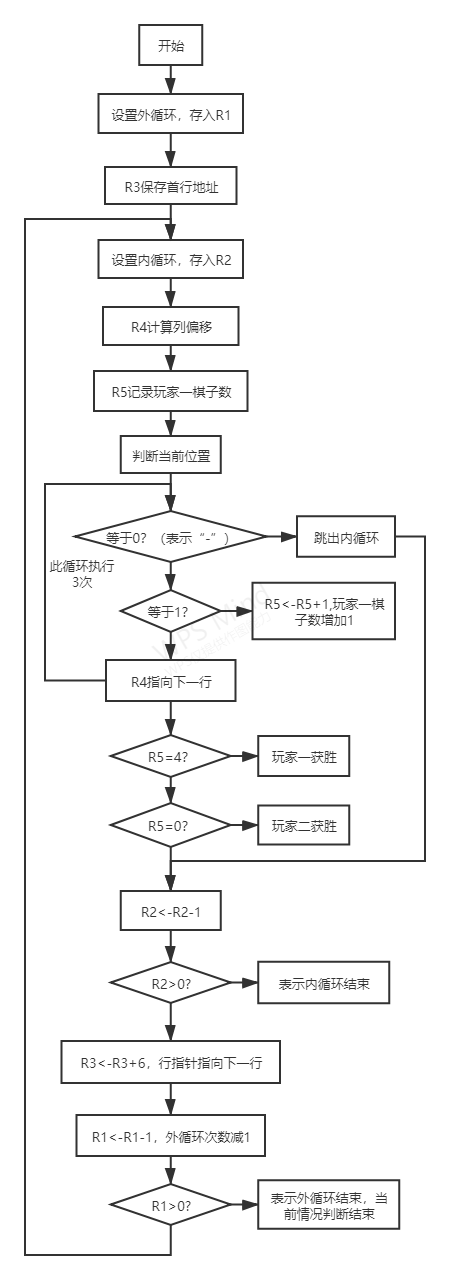 开始
设置外循环，存入R1
R3保存首行地址
设置内循环，存入R2
R4计算列偏移
R5记录玩家一棋子数
判断当前位置
等于0？（表示“-”）
跳出内循环
此循环执行
3次
等于1?
R5<-R5+1,玩家一棋
子数增加1
WPS Mind
R4指向下一行
R5=4?
玩家一获胜
R5=0?
玩家二获胜
R2<-R2-1
R2>0?
表示内循环结束
R3<-R3+6，行指针指向下一行
R1<-R1-1，外循环次数减1
R1>0?
表示外循环结束，当
前情况判断结束